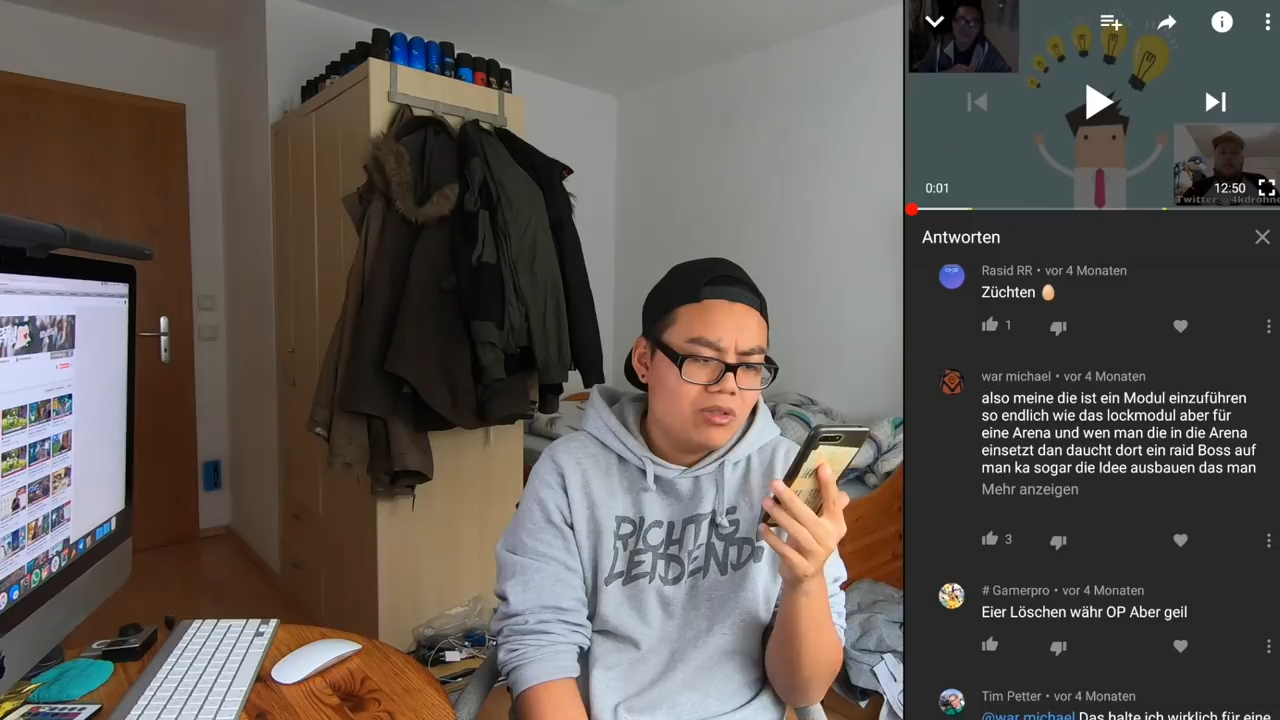 RICHTIG
LEIDEND
0:01
12:50
Twitter @4kdrohne
Antworten
Rasid RR • vor 4 Monaten
Züchten 🥚
1
war michael • vor 4 Monaten
also meine die ist ein Modul einzuführen
so endlich wie das lockmodul aber für
eine Arena und wen man die in die Arena
einsetzt dan daucht dort ein raid Boss auf
man ka sogar die Idee ausbauen das man
Mehr anzeigen
3
# Gamerpro • vor 4 Monaten
Eier Löschen währ OP Aber geil
Tim Petter • vor 4 Monaten
@war michael Das halte ich wirklich für eine